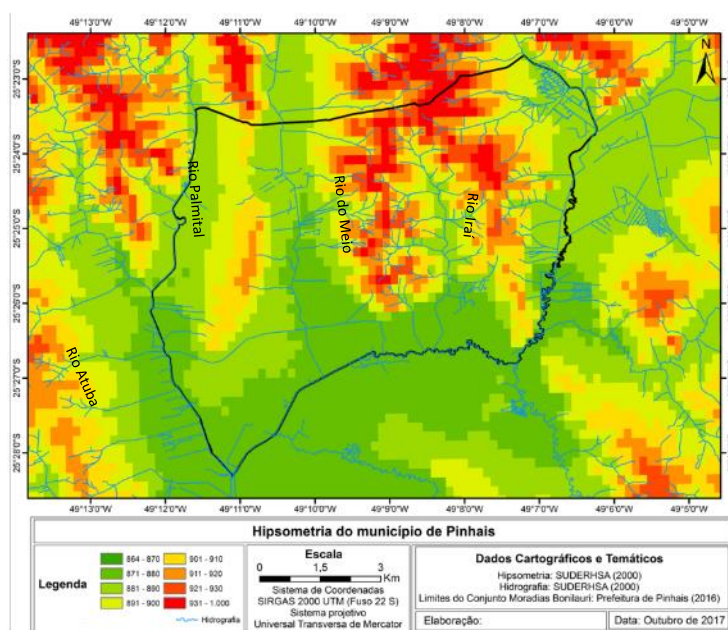 49°13'0"O 49°12'0"O 49°11'0"O 49°10'0"O 49°9'0"O 49°8'0"O 49°7'0"O 49°6'0"O 49°5'0"O
N
25°23'0"S
25°24'0"S
25°25'0"S
25°26'0"S
25°27'0"S
25°28'0"S
Rio Palmital
Rio do Meio
Rio Iraí
Rio Atuba
49°13'0"O 49°12'0"O 49°11'0"O 49°10'0"O 49°9'0"O 49°8'0"O 49°7'0"O 49°6'0"O 49°5'0"O
Hipsometria do município de Pinhais
Legenda
864 - 870
871 - 880
881 - 890
891 - 900
901 - 910
911 - 920
921 - 930
931 - 1.000
Hidrografia
Escala
0 1,5 3
Km
Sistema de Coordenadas
SIRGAS 2000 UTM (Fuso 22 S)
Sistema projetivo
Universal Transversa de Mercator
Dados Cartográficos e Temáticos
Hipsometria: SUDERHSA (2000)
Hidrografia: SUDERHSA (2000)
Limites do Conjunto Moradias Bonilauri: Prefeitura de Pinhais (2016)
Elaboração:
Data: Outubro de 2017